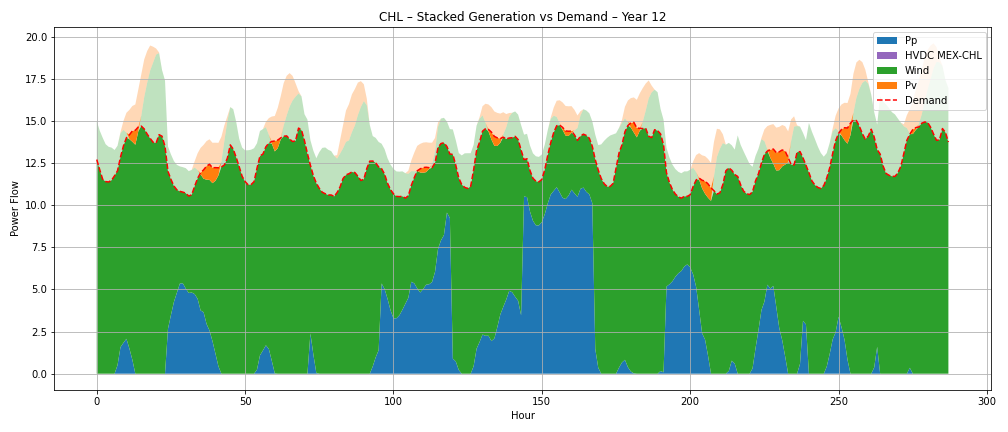 CHL – Stacked Generation vs Demand – Year 12
Power Flow
20.0
17.5
15.0
12.5
10.0
7.5
5.0
2.5
0.0
Pp
HVDC MEX-CHL
Wind
Pv
Demand
0
50
100
150
200
250
300
Hour